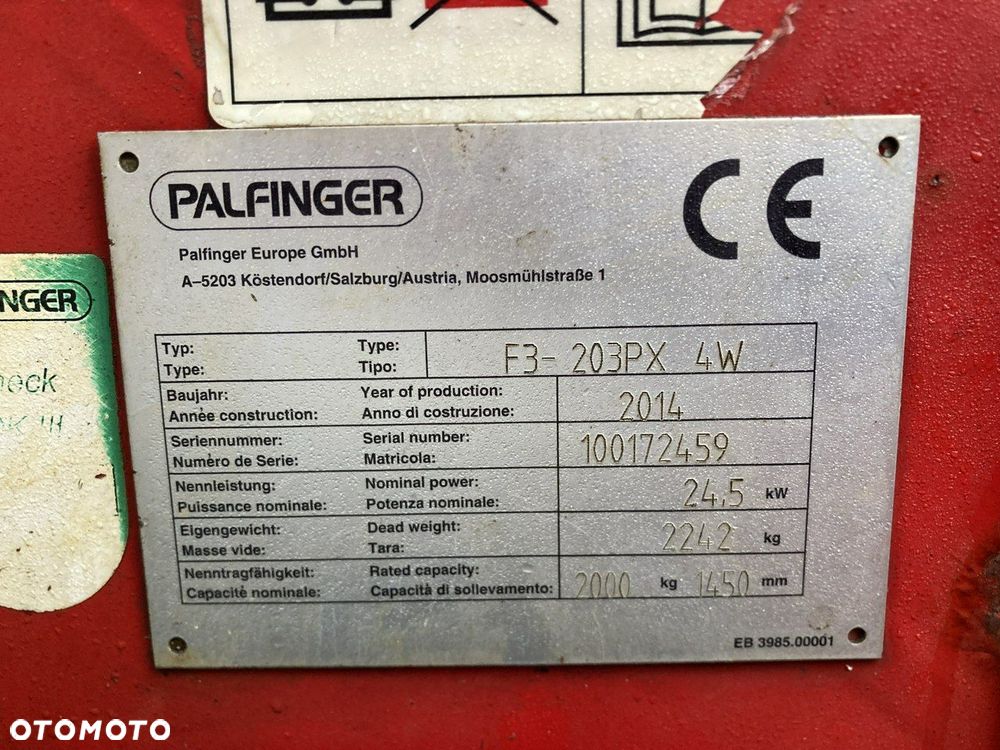 PALFINGER
Palfinger Europe GmbH
A–5203 Köstendorf/Salzburg/Austria, Moosmühlstraße 1
NGER
Typ: Type: F3- 203PX 4W
Type: Tipo:
Baujahr: Year of production: 2014
Année construction: Anno di costruzione:
Seriennummer: Serial number: 100172459
Numéro de Serie: Matricola:
Nennleistung: Nominal power: 24,5 kW
Puissance nominale: Potenza nominale:
Eigengewicht: Dead weight: 2242 kg
Masse vide: Tara:
Nenntragfähigkeit: Rated capacity: 2000 kg 1450 mm
Capacité nominale: Capacità di sollevamento:
EB 3985.00001
CE
OTOMOTO